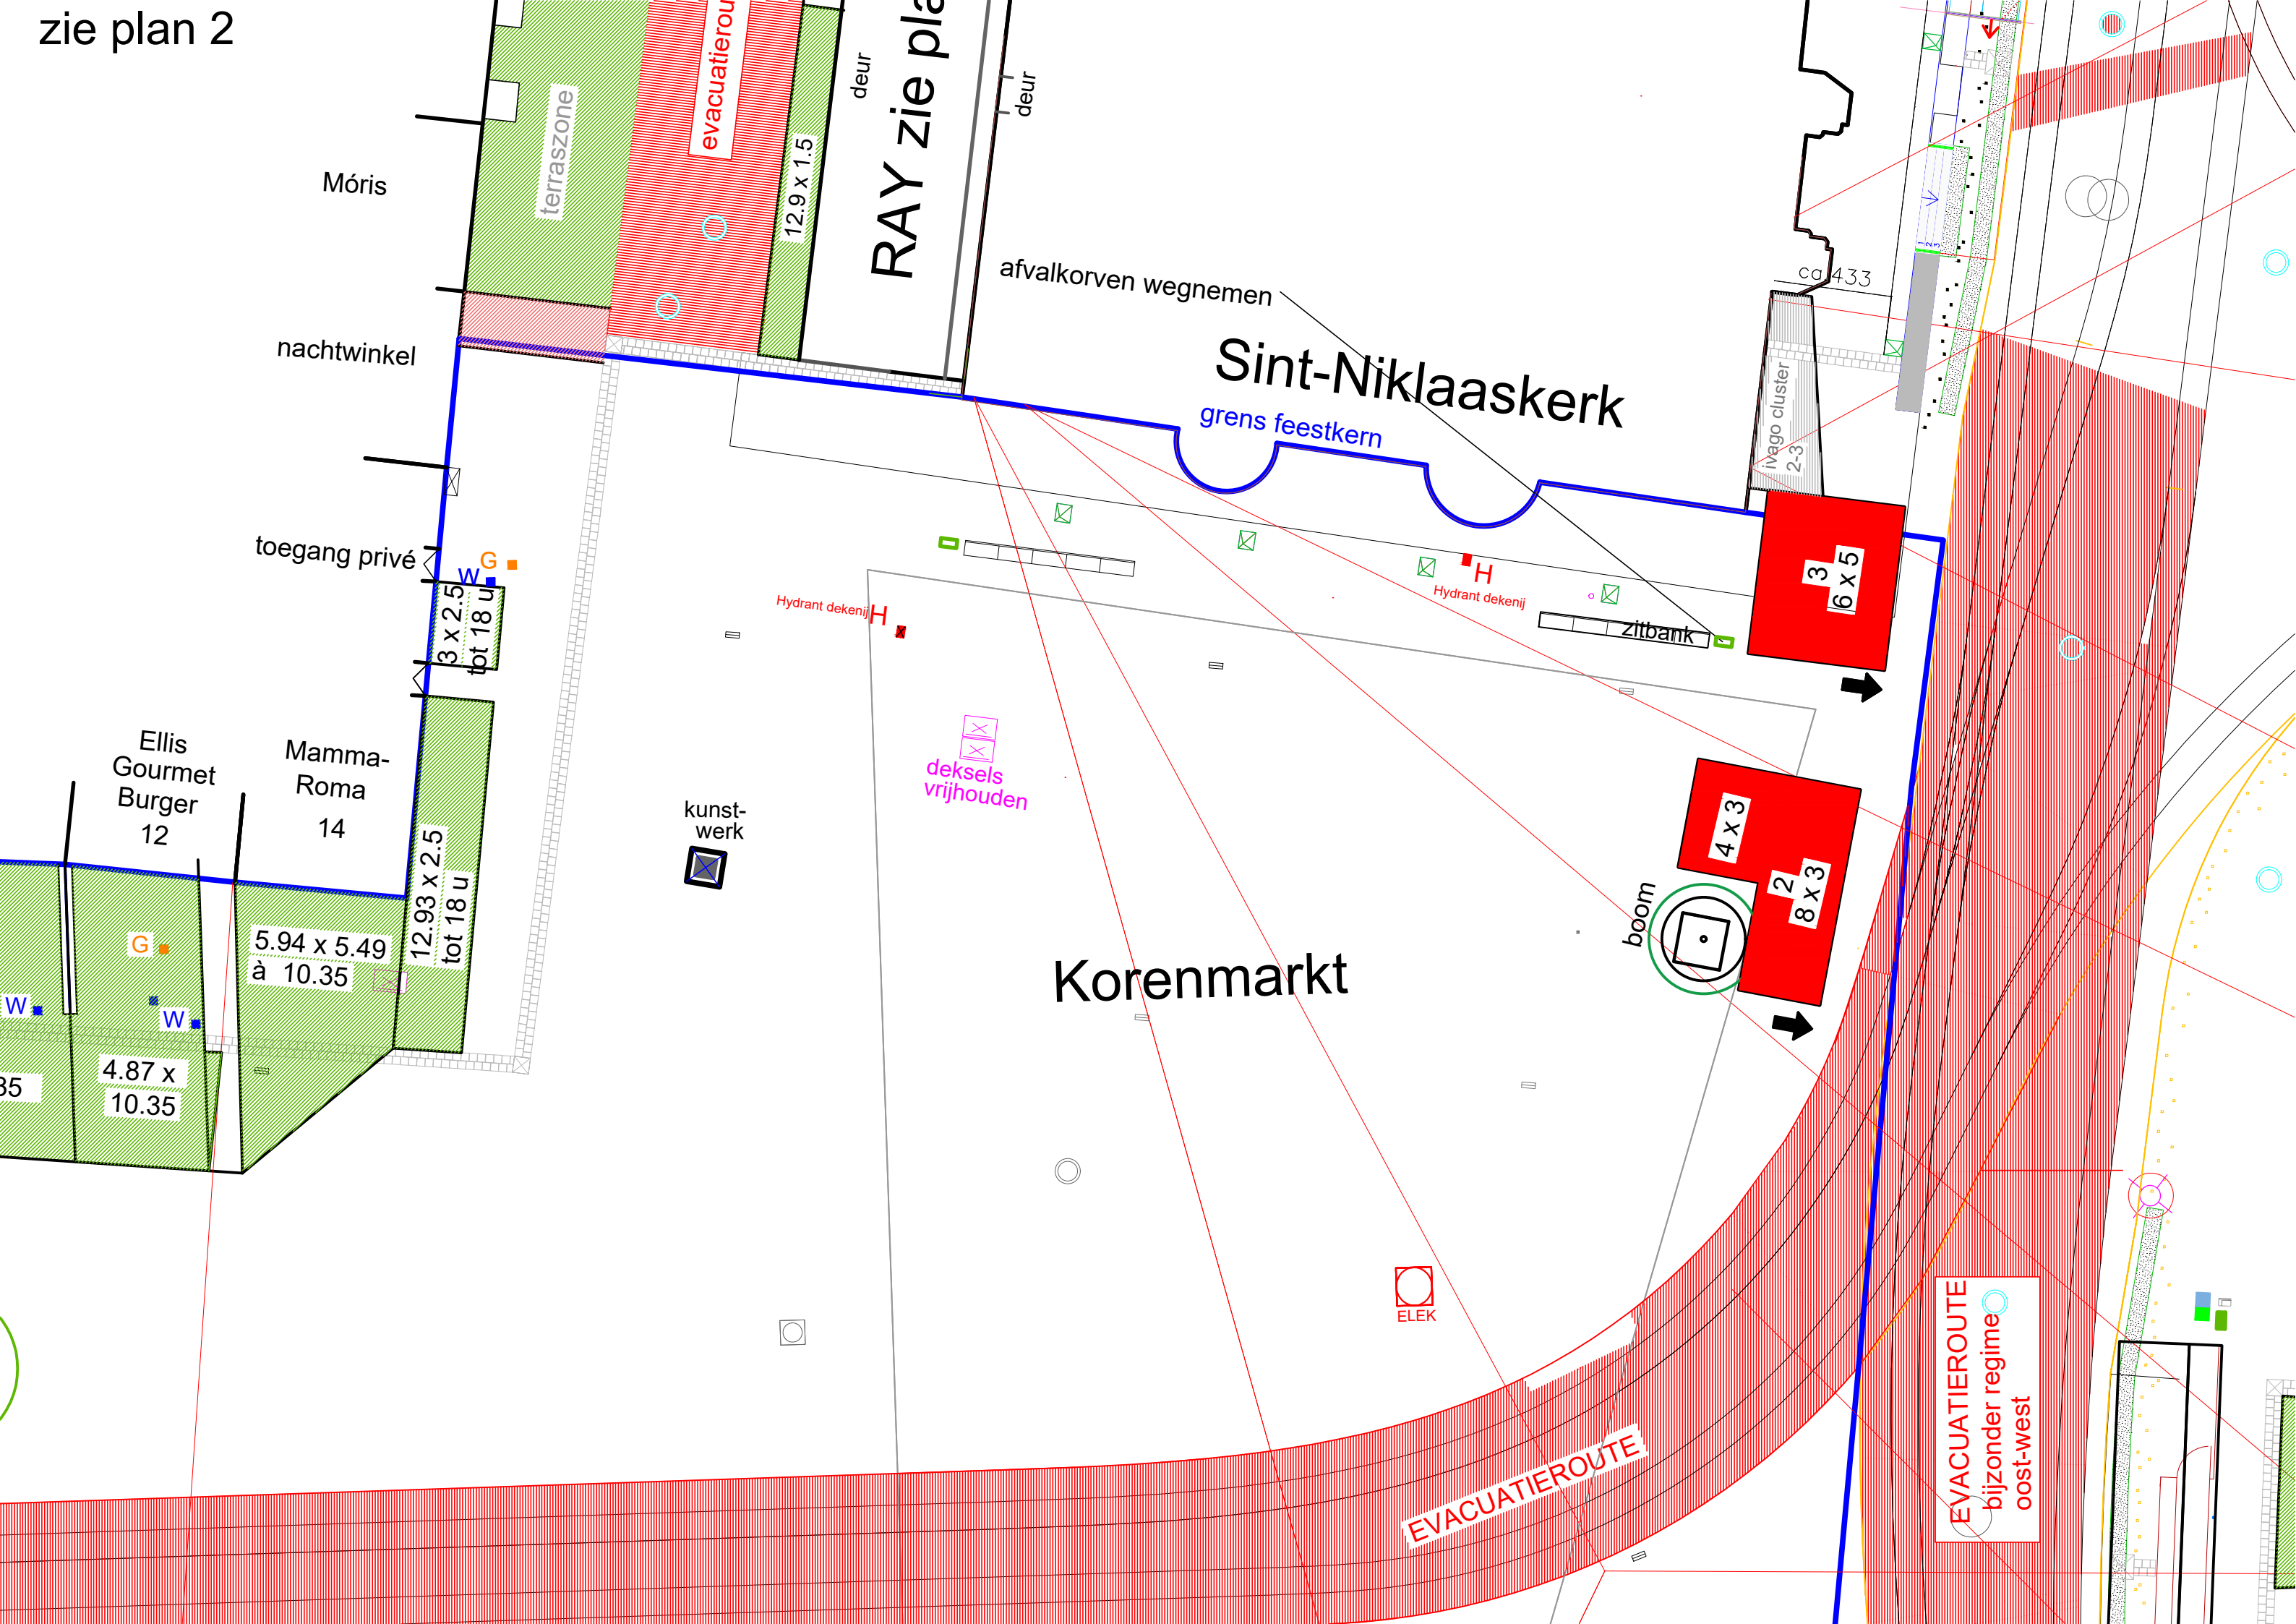 zie plan 2
evacuatierou
terraszone
12.9 x 1.5
deur
RAY zie pla
deur
Móris
nachtwinkel
afvalkorven wegnemen
Sint-Niklaaskerk
grens feestkern
ca 433
ivago cluster
2-3
1
2
3
toegang privé
G
W
3 x 2.5
tot 18 u
Hydrant dekenij
H
H
Hydrant dekenij
zitbank
3
6 x 5
deksels
vrijhouden
kunst-
werk
Ellis
Gourmet
Burger
12
Mamma-
Roma
14
12.93 x 2.5
tot 18 u
4 x 3
2
8 x 3
boom
Korenmarkt
G
W
W
5.94 x 5.49
à 10.35
4.87 x
10.35
35
ELEK
EVACUATIEROUTE
EVACUATIEROUTE
bijzonder regime
oost-west